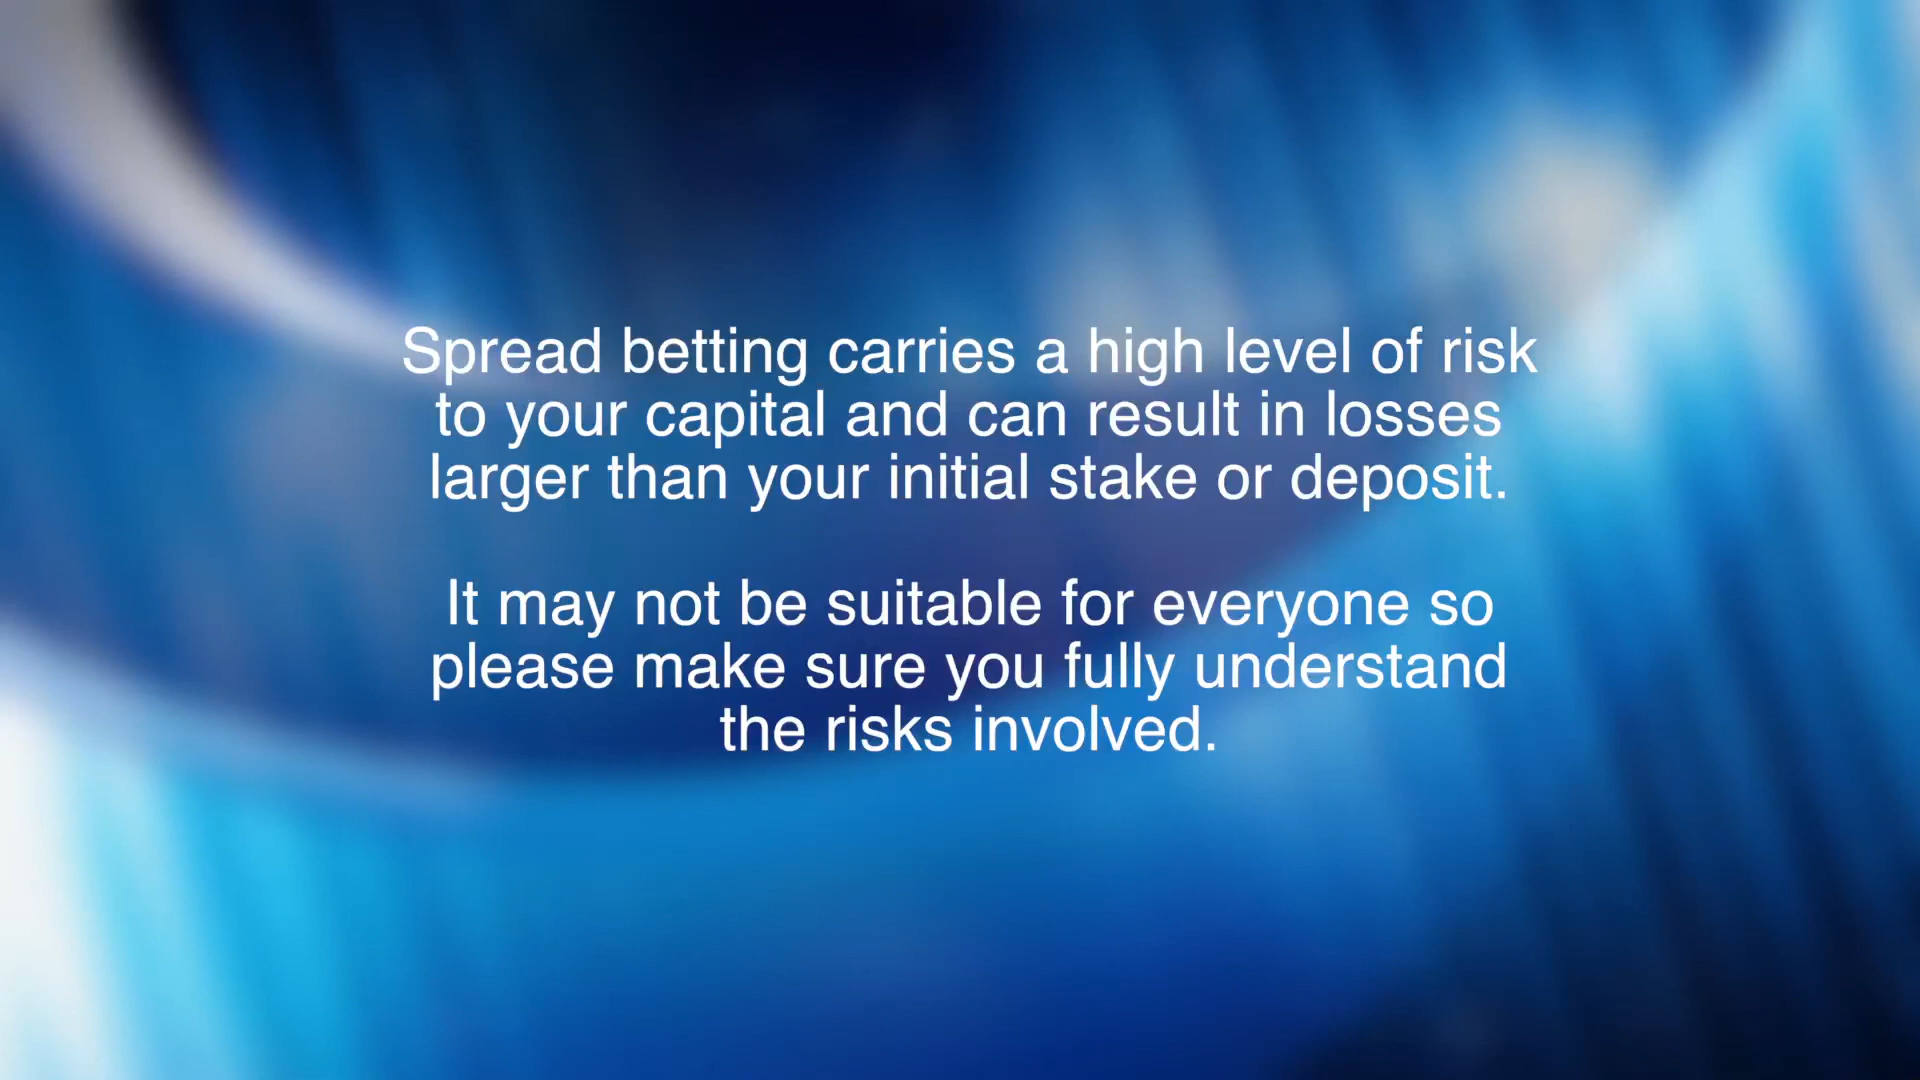 Spread betting carries a high level of risk
to your capital and can result in losses
larger than your initial stake or deposit.
It may not be suitable for everyone so
please make sure you fully understand
the risks involved.